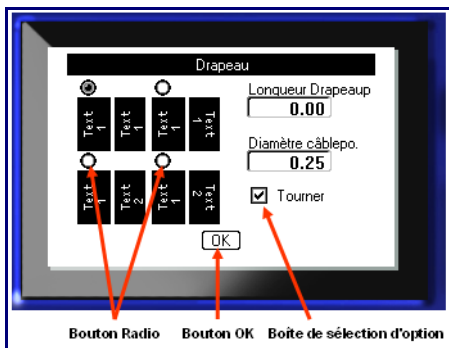 Drapeau
Longueur Drapeaup
0.00
Text 1 Text 1 Text 1 Text 1
Diamètre câblepo.
0.25
Text 1 Text 2 Text 1 Text 2
Tourner
OK
Bouton Radio Bouton OK Boîte de sélection d'option